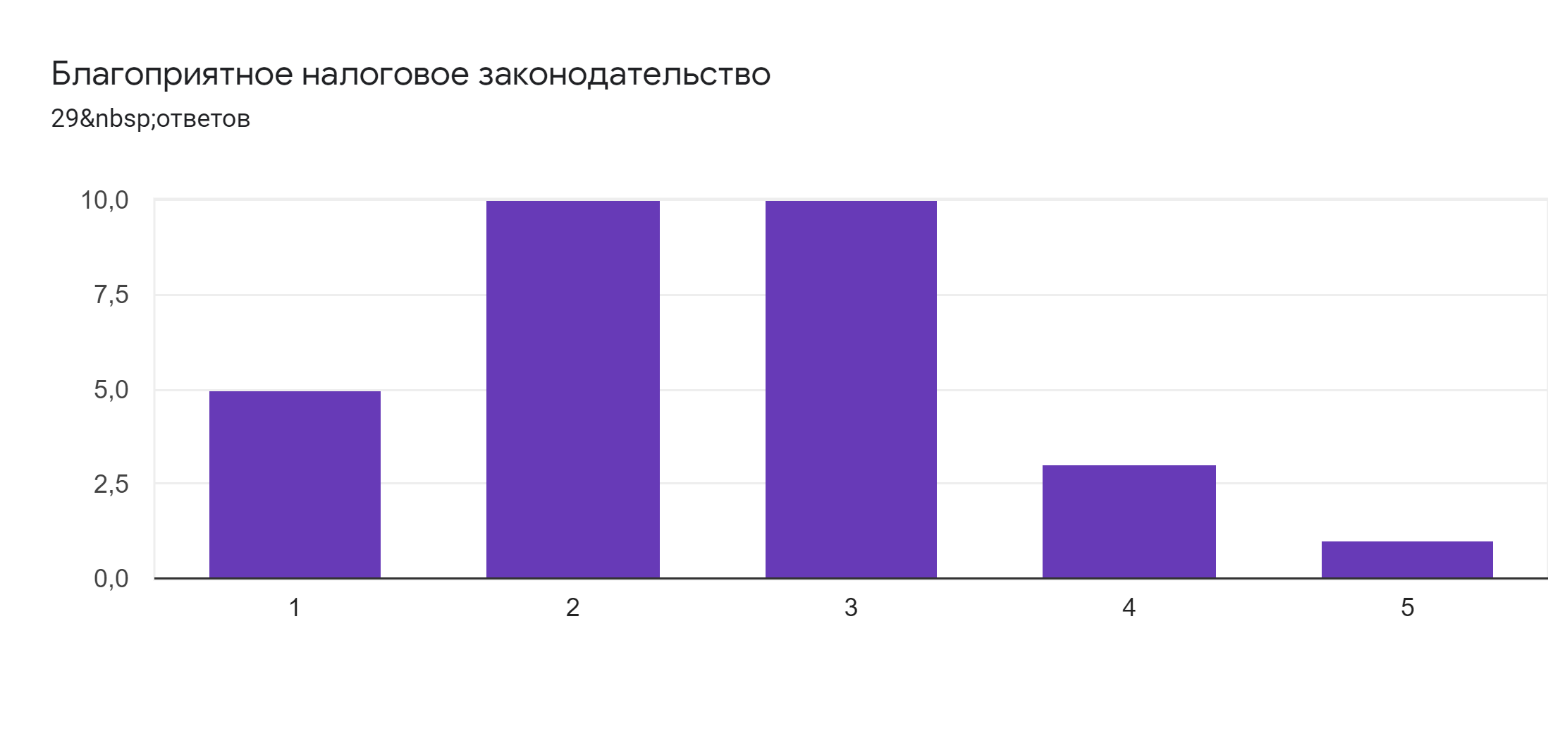 Благоприятное налоговое законодательство
29&nbsp;ответов
10,0
7,5
5,0
2,5
0,0
1 2 3 4 5